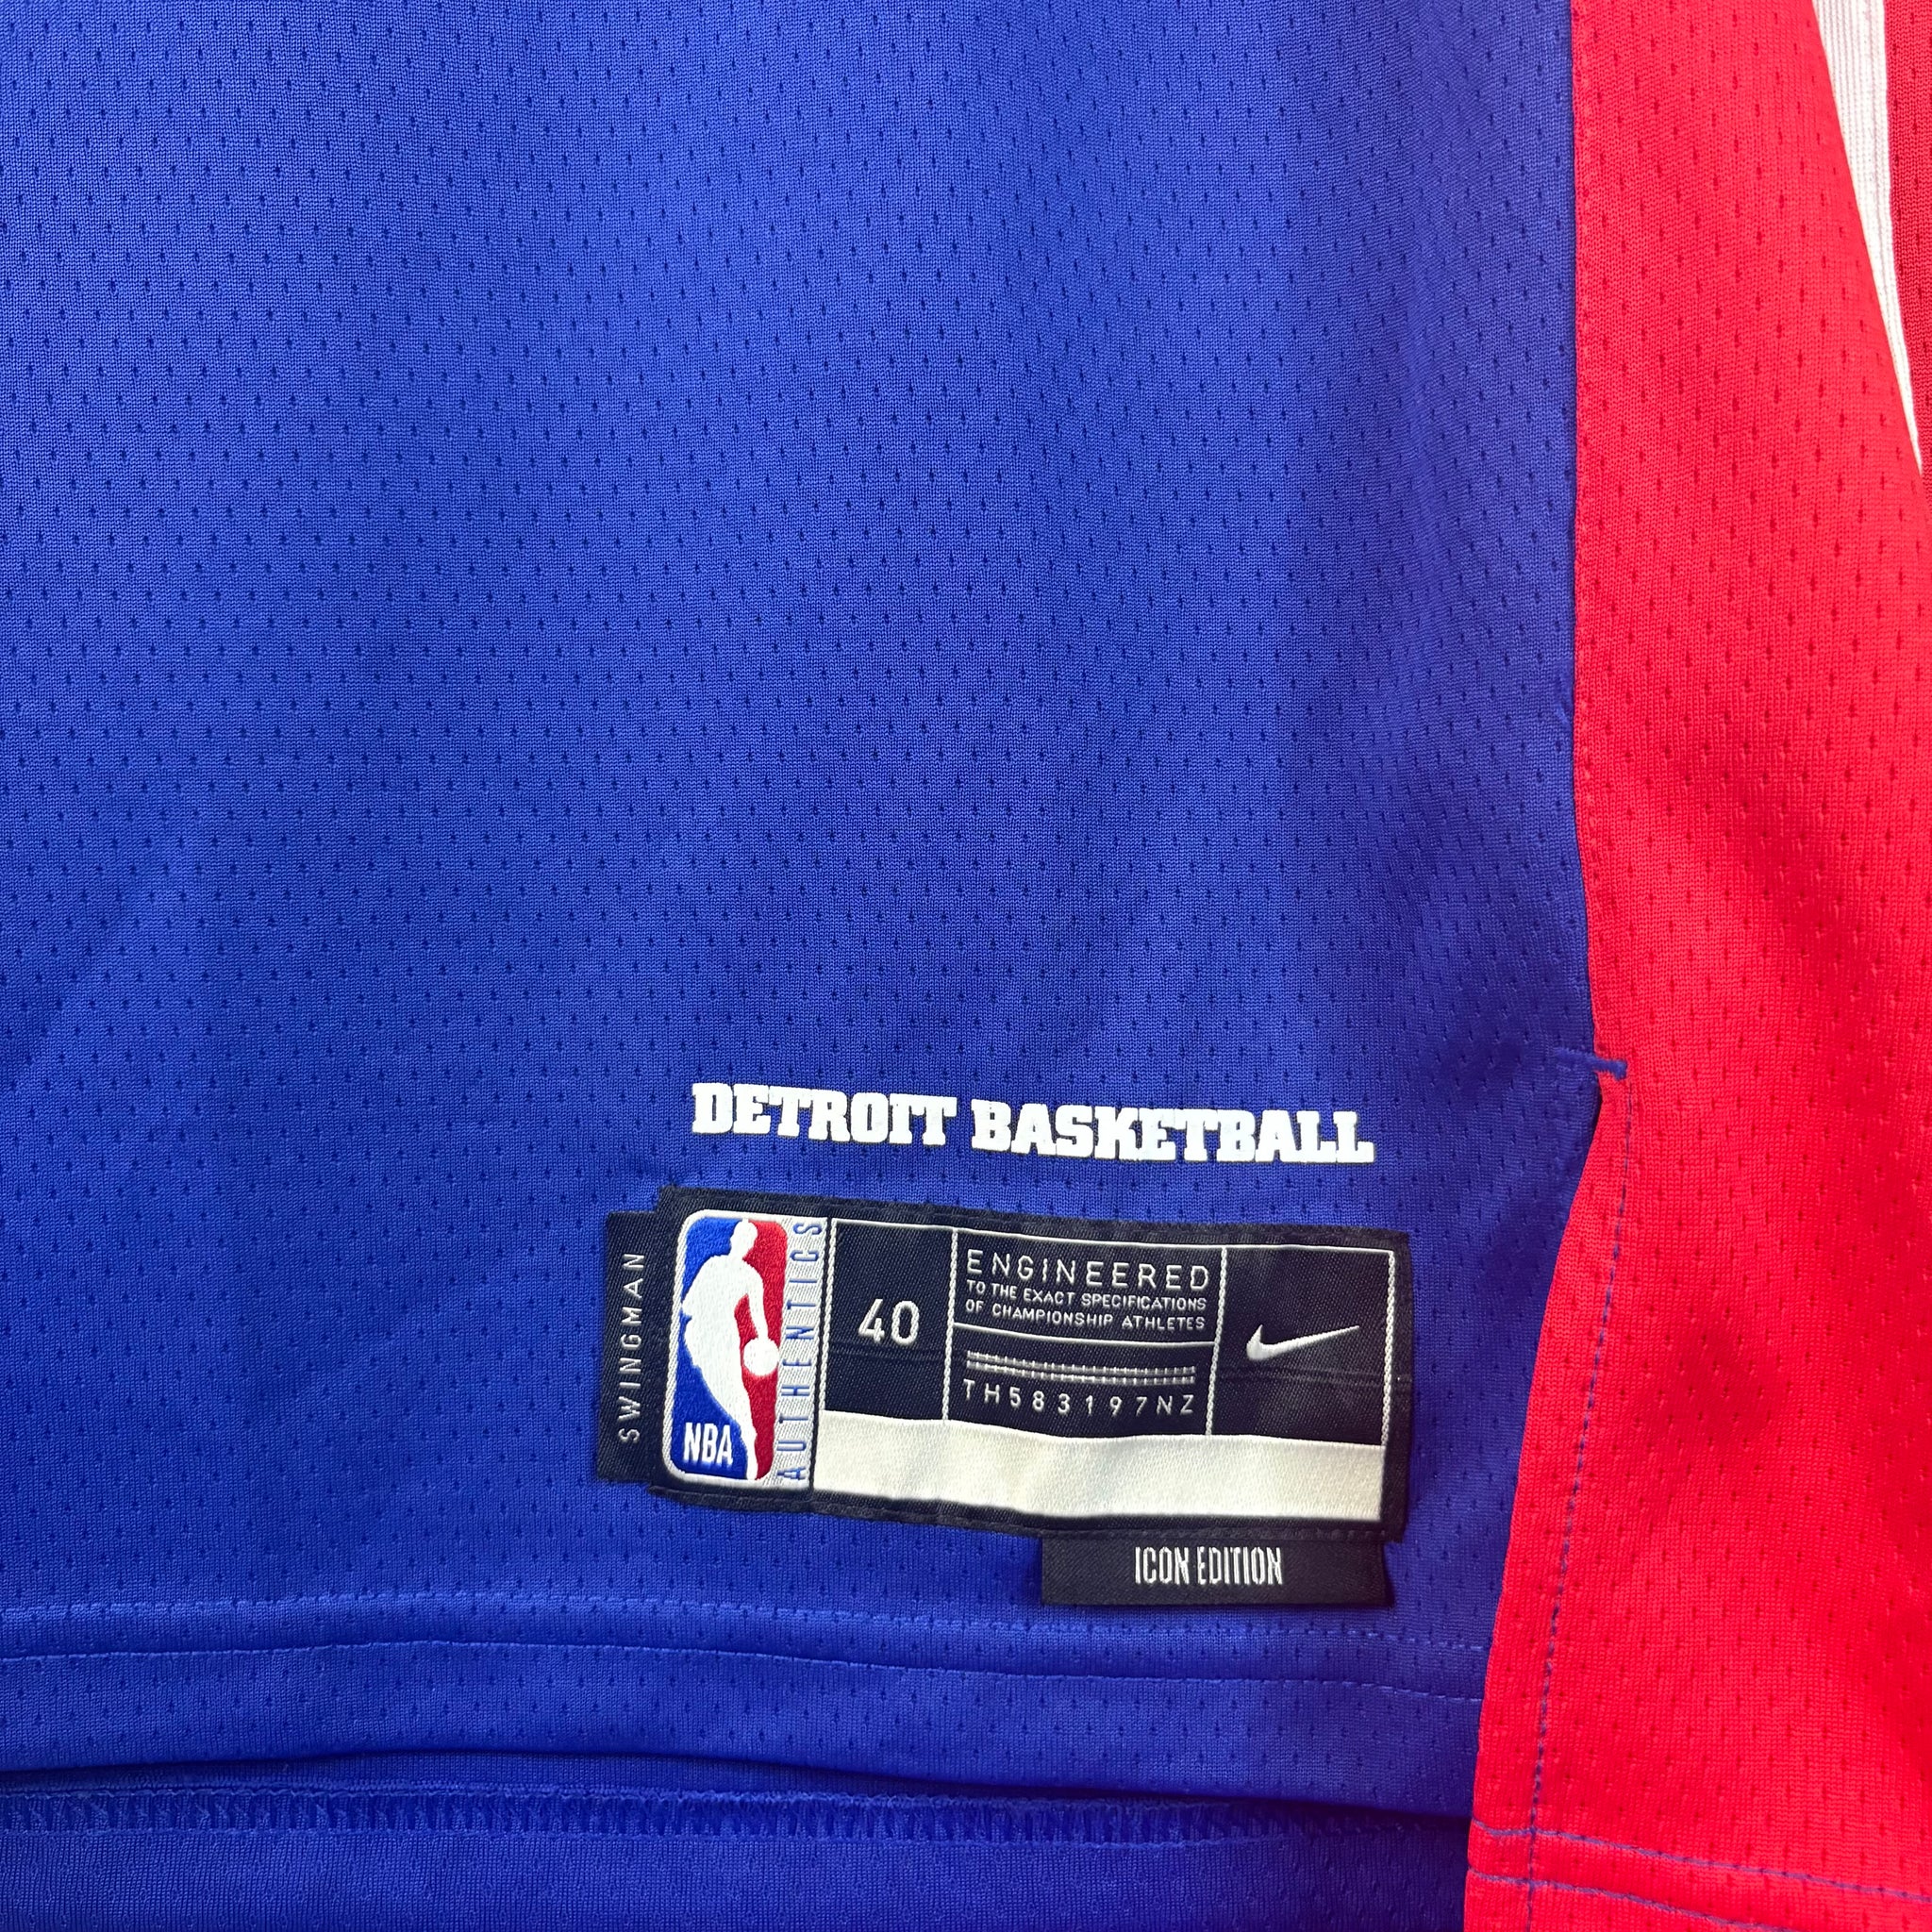 DETROIT BASKETBALL
SWINGMAN
NBA
AUTHENTICS
40
ENGINEERED
TO THE EXACT SPECIFICATIONS
OF CHAMPIONSHIP ATHLETES
TH583197NZ
ICON EDITION